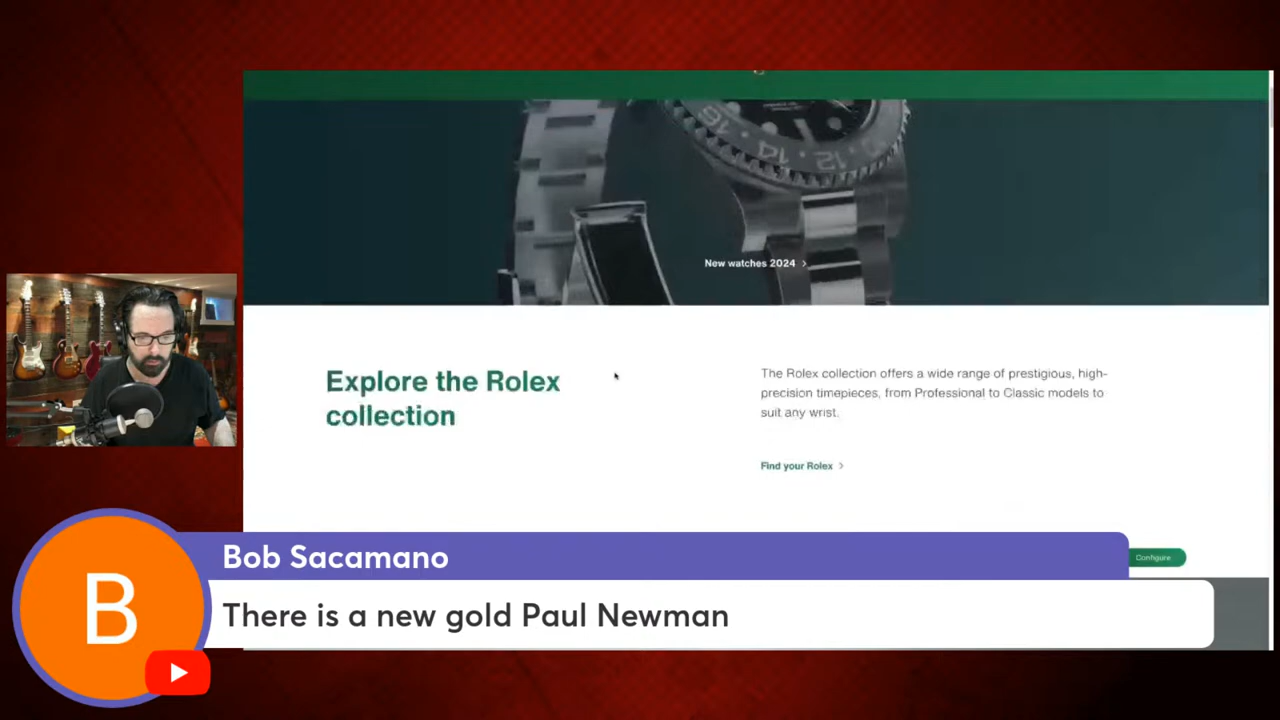 New watches 2024 >
Explore the Rolex
collection
The Rolex collection offers a wide range of prestigious, high-
precision timepieces, from Professional to Classic models to
suit any wrist.
Find your Rolex >
Configure
B
Bob Sacamano
There is a new gold Paul Newman